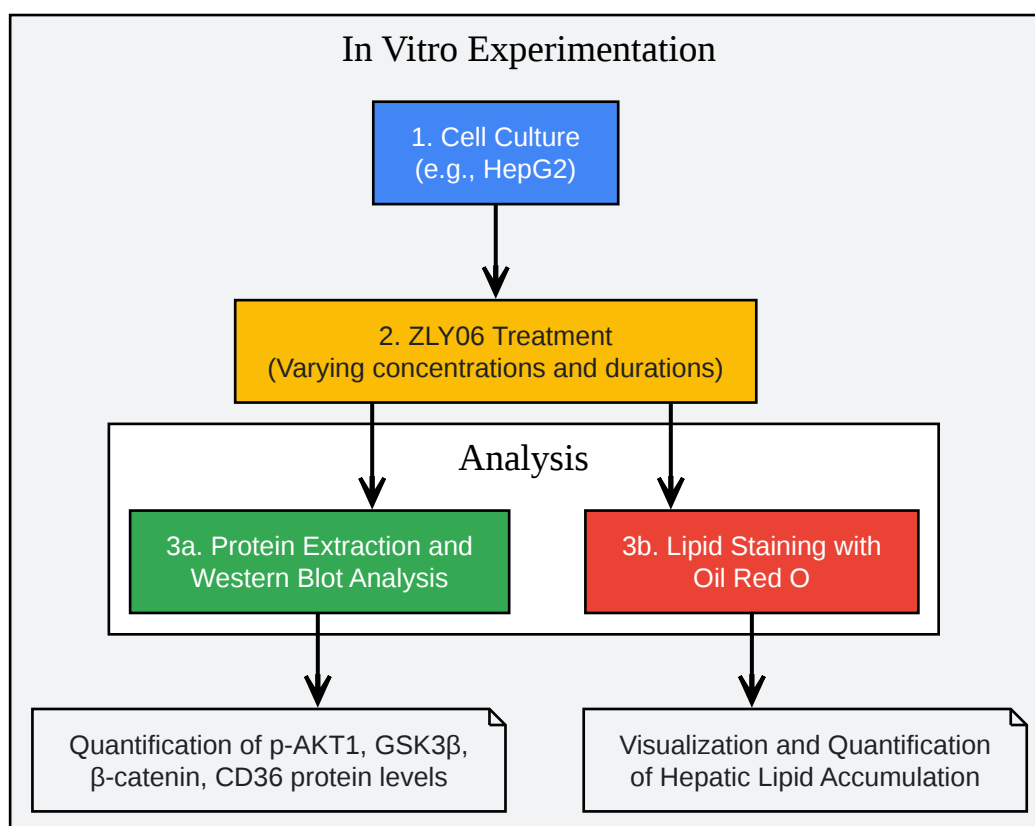 In Vitro Experimentation
1. Cell Culture
(e.g., HepG2)
2. ZLY06 Treatment
(Varying concentrations and durations)
Analysis
3a. Protein Extraction and
Western Blot Analysis
3b. Lipid Staining with
Oil Red O
Quantification of p-AKT1, GSK3β,
β-catenin, CD36 protein levels
Visualization and Quantification
of Hepatic Lipid Accumulation